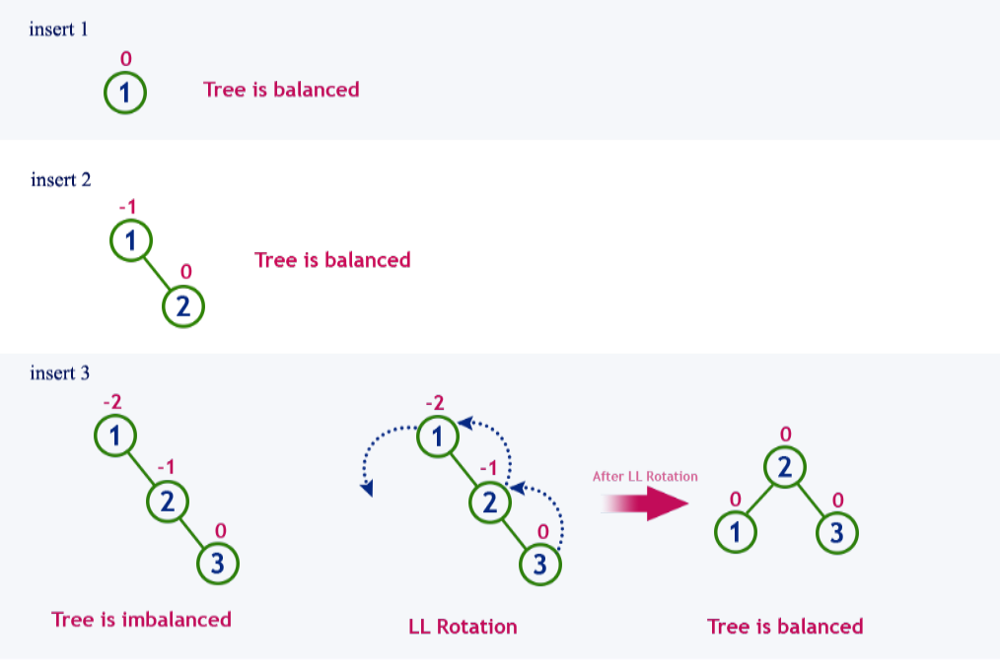 insert 1
0
1
Tree is balanced
insert 2
-1
1
Tree is balanced
0
2
insert 3
-2
1
-1
2
0
3
Tree is imbalanced
-2
1
-1
2
0
3
LL Rotation
After LL Rotation
0
2
0
0
1
3
Tree is balanced